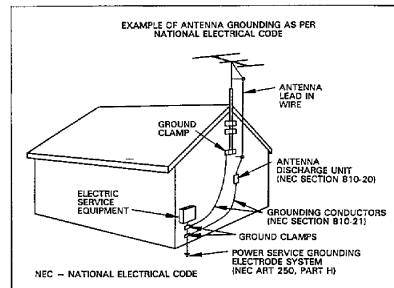 EXAMPLE OF ANTENNA GROUNDING AS PER
NATIONAL ELECTRICAL CODE
ANTENNA
LEAD IN
WIRE
GROUND
CLAMP
ANTENNA
DISCHARGE UNIT
(NEC SECTION 810-20)
ELECTRIC
SERVICE
EQUIPMENT
GROUNDING CONDUCTORS
(NEC SECTION 810-21)
GROUND CLAMPS
POWER SERVICE GROUNDING
ELECTRODE SYSTEM
(NEC ART 250, PART H)
NEC – NATIONAL ELECTRICAL CODE